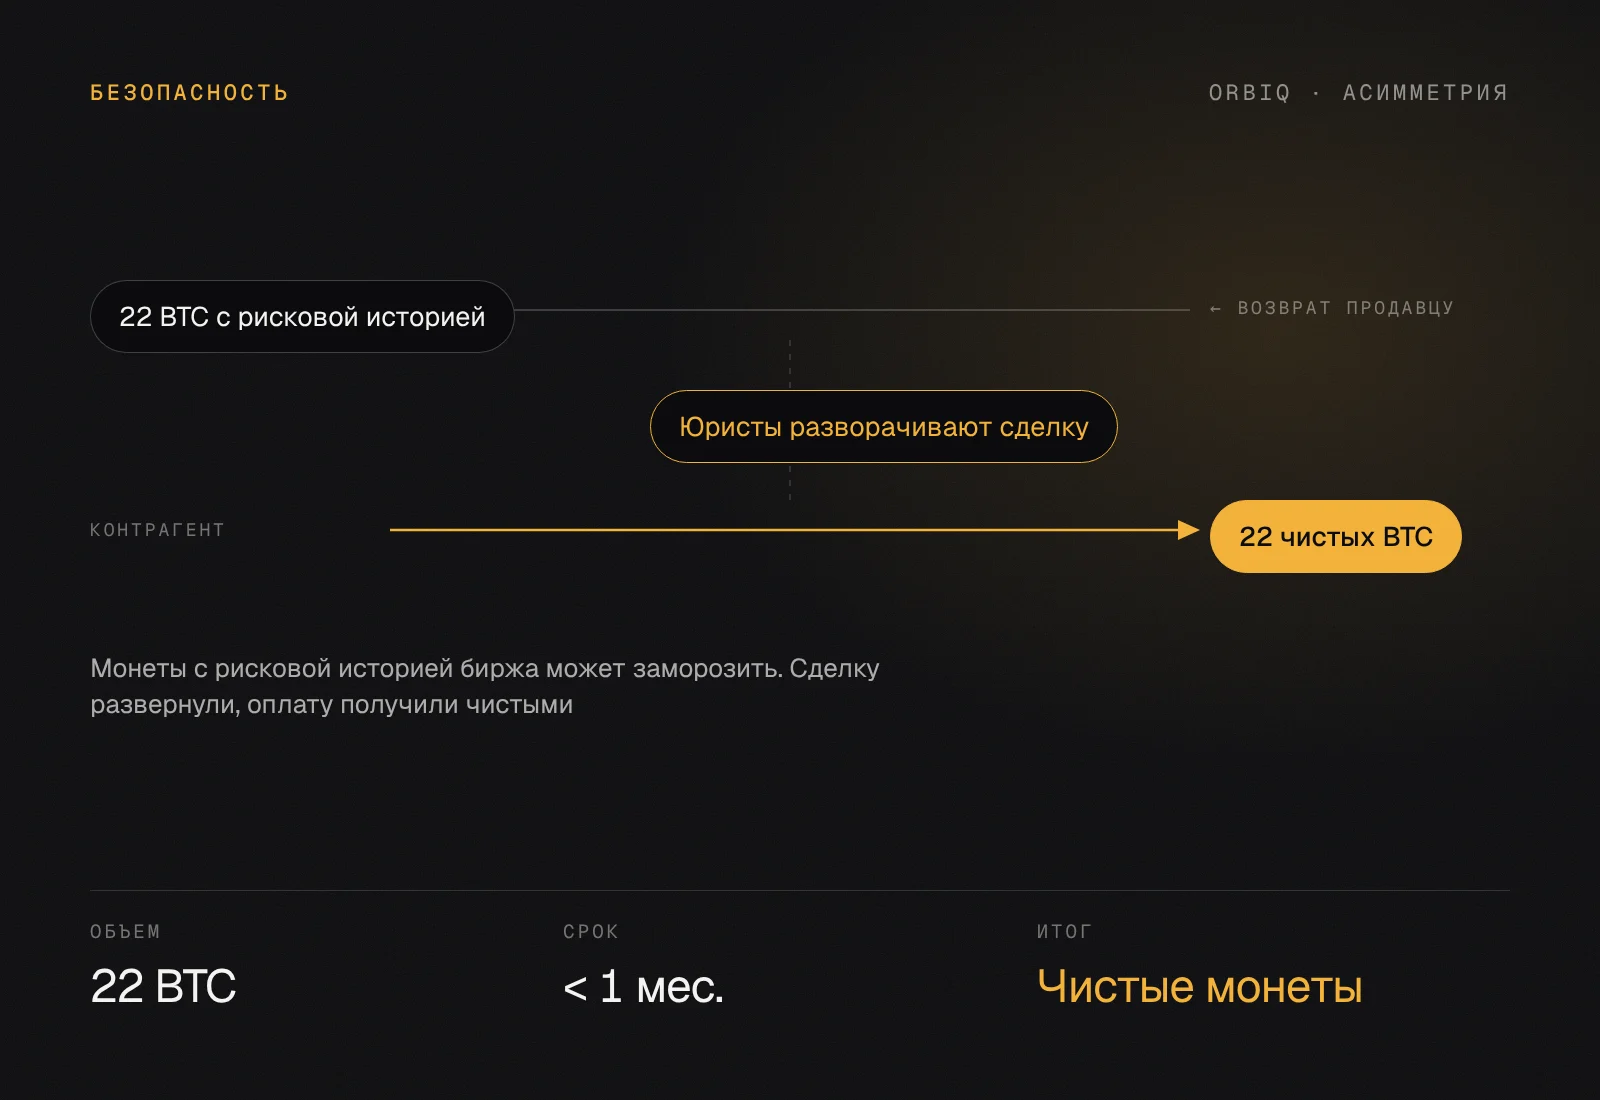 БЕЗОПАСНОСТЬ
ORBIQ · АСИММЕТРИЯ
22 BTC с рисковой историей
← ВОЗВРАТ ПРОДАВЦУ
Юристы разворачивают сделку
КОНТРАГЕНТ
22 чистых BTC
Монеты с рисковой историей биржа может заморозить. Сделку
развернули, оплату получили чистыми
ОБЪЕМ
СРОК
ИТОГ
22 BTC
< 1 мес.
Чистые монеты